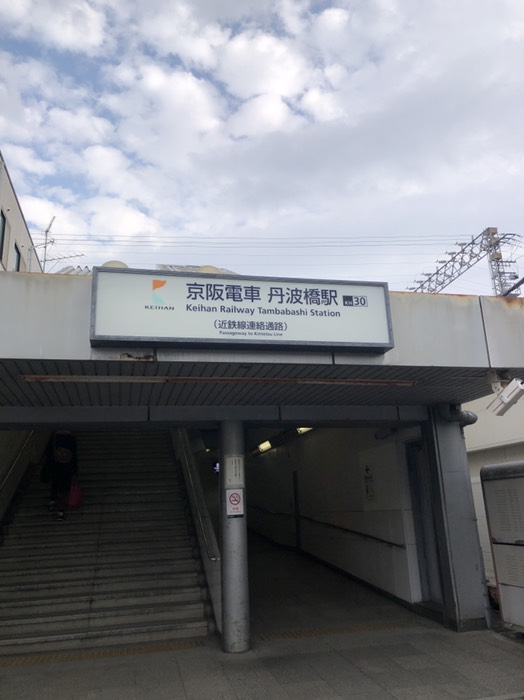 京阪電車 丹波橋駅 30
KEIHAN
Keihan Railway Tambabashi Station
(近鉄線連絡通路)
Passageway to Kintetsu Line